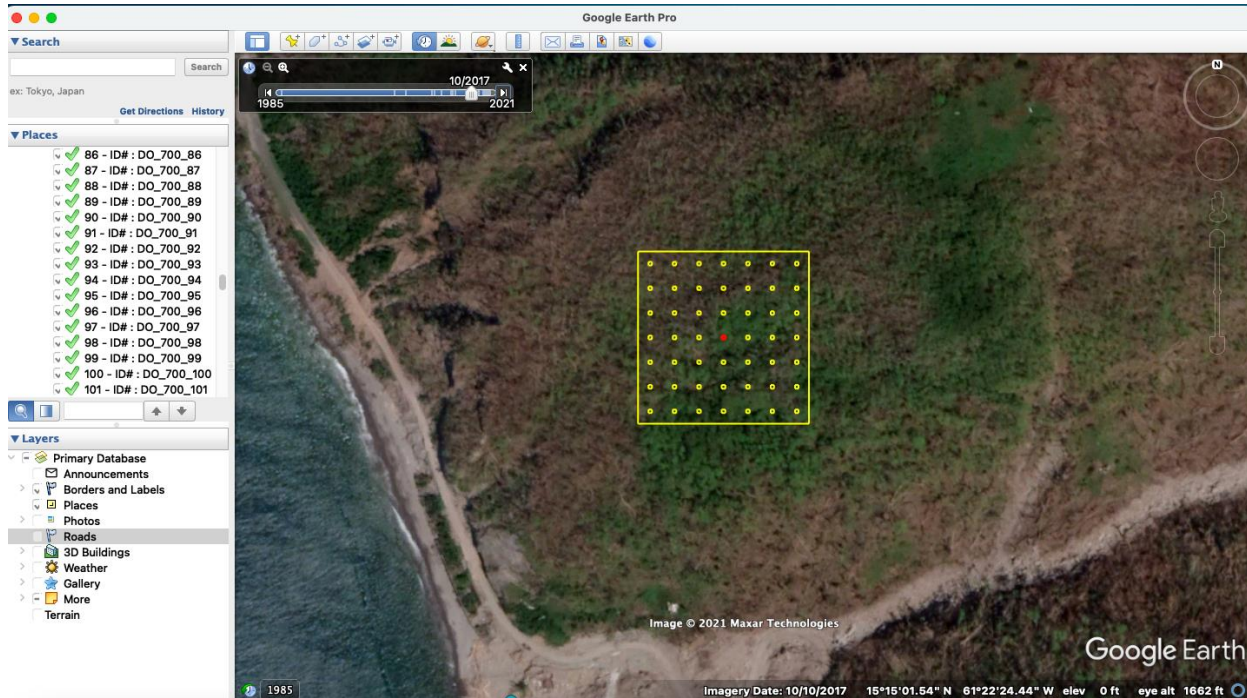 Google Earth Pro
Search
Search
ex: Tokyo, Japan
Get Directions History
Places
86 - ID# : DO_700_86
87 - ID# : DO_700_87
88 - ID# : DO_700_88
89 - ID# : DO_700_89
90 - ID# : DO_700_90
91 - ID# : DO_700_91
92 - ID# : DO_700_92
93 - ID# : DO_700_93
94 - ID# : DO_700_94
95 - ID# : DO_700_95
96 - ID# : DO_700_96
97 - ID# : DO_700_97
98 - ID# : DO_700_98
99 - ID# : DO_700_99
100 - ID# : DO_700_100
101 - ID# : DO_700_101
Layers
Primary Database
Announcements
Borders and Labels
Places
Photos
Roads
3D Buildings
Weather
Gallery
More
Terrain
10/2017
1985 2021
N
Image © 2021 Maxar Technologies
Google Earth
1985
Imagery Date: 10/10/2017 15°15'01.54" N 61°22'24.44" W elev 0 ft eye alt 1662 ft